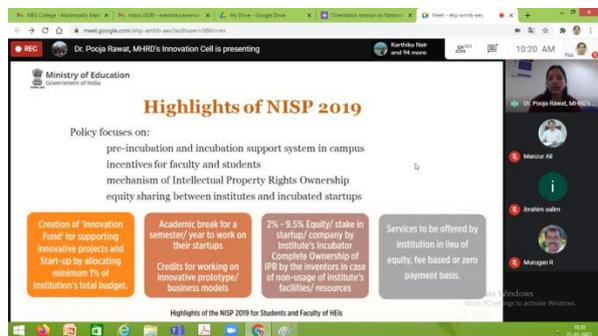 MES College - Marampally Mail
My Drive - Google Drive
Orientation session on Nation
Meet - ehp-amhb-aes
meet.google.com/ehp-amhb-aes?authuser=0&hl=es
REC
Dr. Pooja Rawat, MHRD's Innovation Cell is presenting
Karthika Nair
and 94 more
10:20 AM
You
Ministry of Education
Government of India
Highlights of NISP 2019
Policy focuses on:
pre-incubation and incubation support system in campus
incentives for faculty and students
mechanism of Intellectual Property Rights Ownership
equity sharing between institutes and incubated startups
Creation of 'Innovation
Fund' for supporting
innovative projects and
Start-up by allocating
minimum 1% of
Institution's total budget.
Academic break for a
semester/ year to work on
their startups
Credits for working on
innovative prototype/
business models
2% - 9.5% Equity/ stake in
startup/ company by
Institute's Incubator
Complete Ownership of
IPR by the inventors in case
of non-usage of institute's
facilities/ resources
Services to be offered by
institution in lieu of
equity, fee based or zero
payment basis.
Highlights of the NISP 2019 for Students and Faculty of HEIs
Dr. Pooja Rawat, MHRD's
Manzur Ali
i
ibrahim salim
Murugan R
Windows
Go to PC settings to activate Windows.